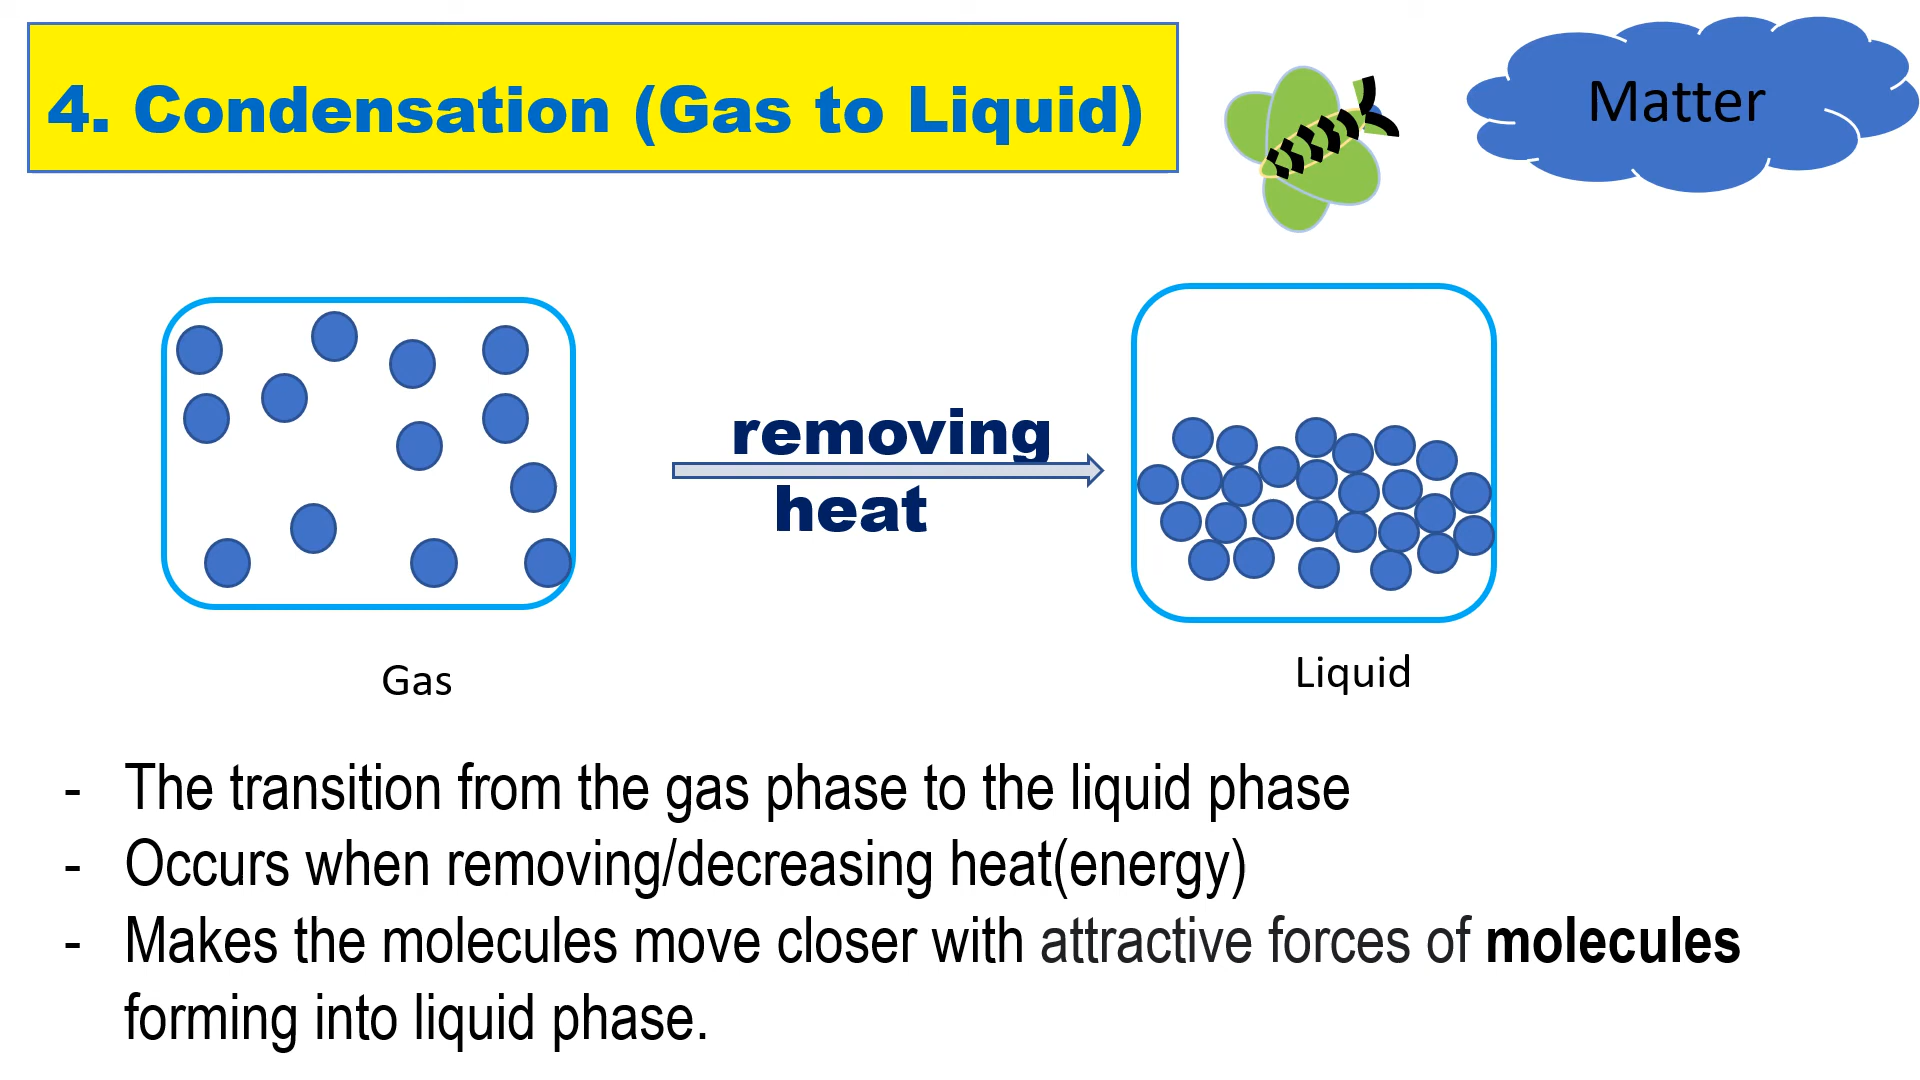 4. Condensation (Gas to Liquid)
Matter
removing
heat
Gas
Liquid
- The transition from the gas phase to the liquid phase
- Occurs when removing/decreasing heat(energy)
- Makes the molecules move closer with attractive forces of molecules
forming into liquid phase.